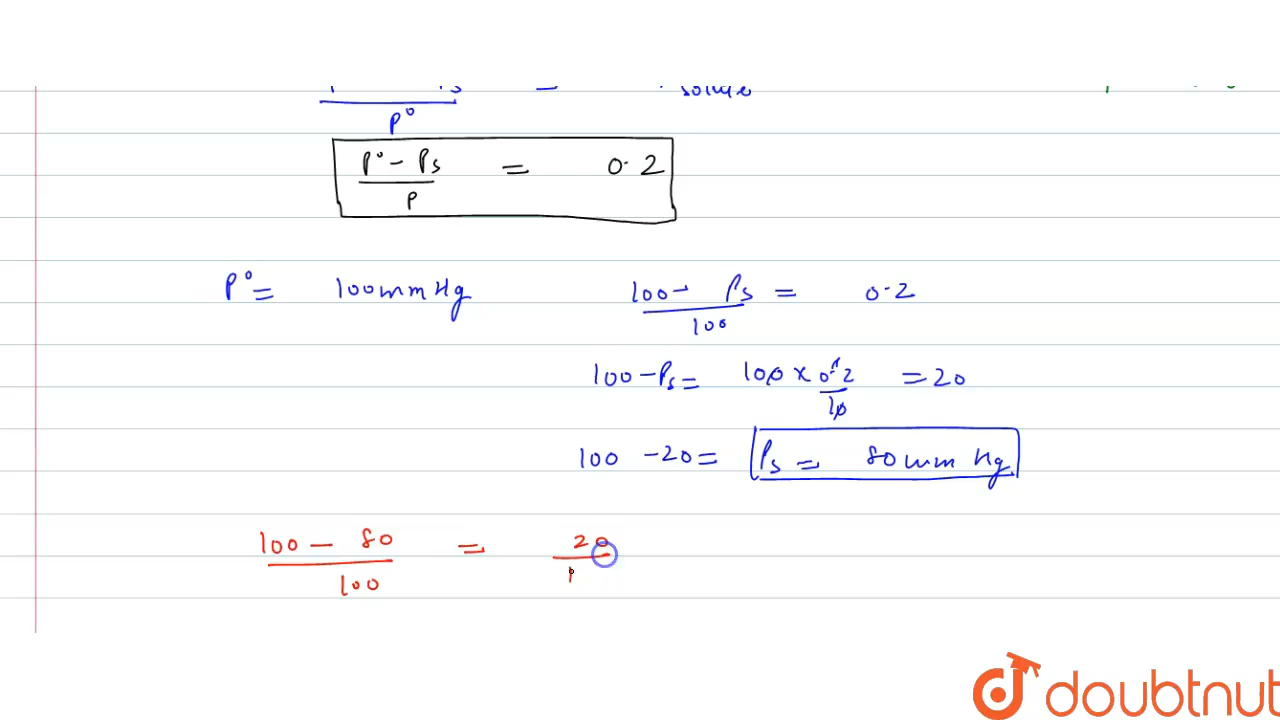 P°
P° - Ps = 0.2
P
P° = 100 mm Hg 100 - Ps = 0.2
100
100 - Ps = 100 x 0.2 = 20
10
100 - 20 = Ps = 80 mm Hg
100 - 80 = 20
100 1
doubtnut